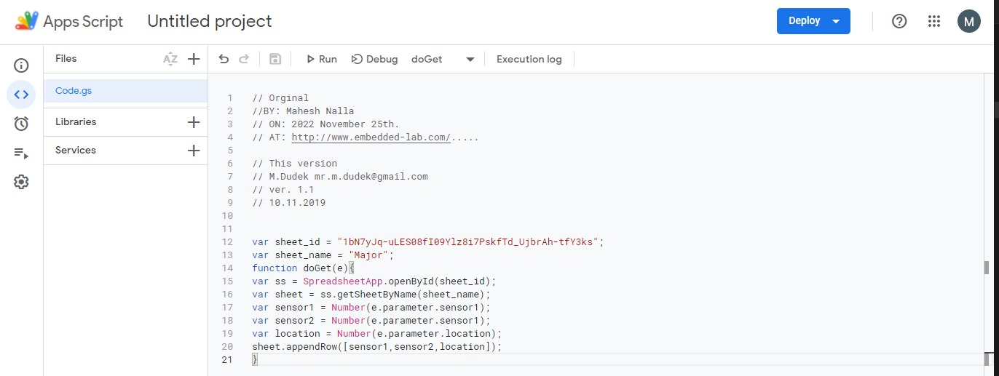 Apps Script Untitled project Deploy M
Files AZ Run Debug doGet Execution log
Code.gs
Libraries
Services
1 // Orginal
2 //BY: Mahesh Nalla
3 // ON: 2022 November 25th.
4 // AT: http://www.embedded-lab.com/.....
5
6 // This version
7 // M.Dudek mr.m.dudek@gmail.com
8 // ver. 1.1
9 // 10.11.2019
10
11
12 var sheet_id = "1bN7yJq-uLES08fI09Ylz8i7PskfTd_UjbrAh-tfY3ks";
13 var sheet_name = "Major";
14 function doGet(e){
15 var ss = SpreadsheetApp.openById(sheet_id);
16 var sheet = ss.getSheetByName(sheet_name);
17 var sensor1 = Number(e.parameter.sensor1);
18 var sensor2 = Number(e.parameter.sensor1);
19 var location = Number(e.parameter.location);
20 sheet.appendRow([sensor1,sensor2,location]);
21 }